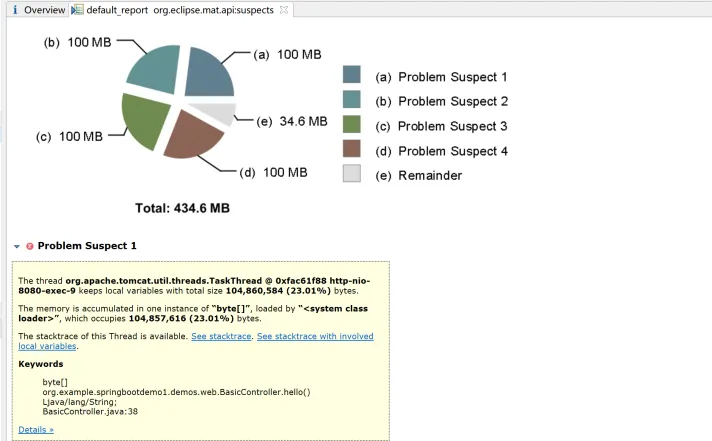 Overview default_report org.eclipse.mat.api:suspects
(b) 100 MB
(a) 100 MB
(c) 100 MB
(e) 34.6 MB
(d) 100 MB
Total: 434.6 MB
(a) Problem Suspect 1
(b) Problem Suspect 2
(c) Problem Suspect 3
(d) Problem Suspect 4
(e) Remainder
Problem Suspect 1
The thread org.apache.tomcat.util.threads.TaskThread @ 0xfac61f88 http-nio-
8080-exec-9 keeps local variables with total size 104,860,584 (23.01%) bytes.
The memory is accumulated in one instance of “byte[]”, loaded by “<system class
loader>”, which occupies 104,857,616 (23.01%) bytes.
The stacktrace of this Thread is available. See stacktrace. See stacktrace with involved
local variables.
Keywords
byte[]
org.example.springbootdemo1.demos.web.BasicController.hello()
Ljava/lang/String;
BasicController.java:38
Details »